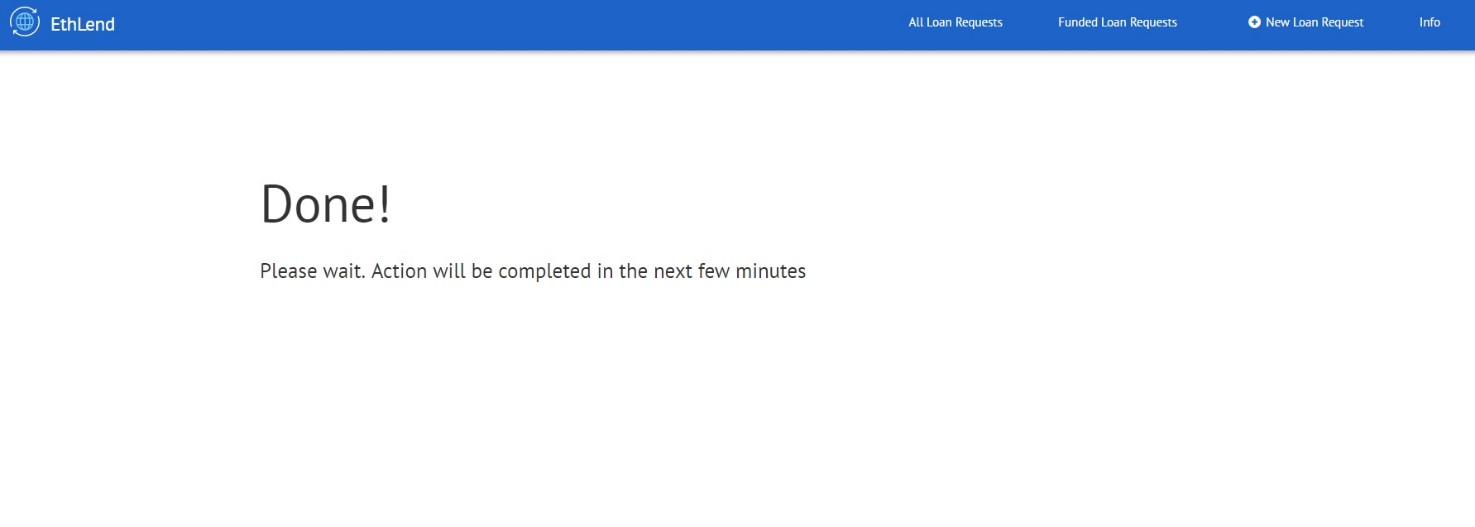 EthLend All Loan Requests Funded Loan Requests New Loan Request Info
Done!
Please wait. Action will be completed in the next few minutes